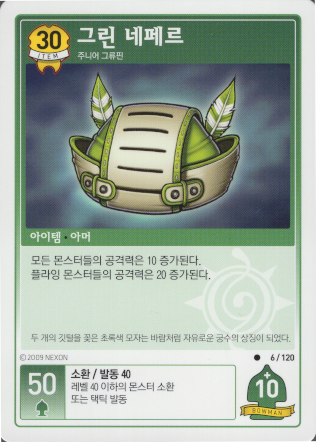 30
ITEM
그린 네페르
주니어 그류핀
아이템 • 아머
모든 몬스터들의 공격력은 10 증가된다.
플라잉 몬스터들의 공격력은 20 증가된다.
두 개의 깃털을 꽂은 초록색 모자는 바람처럼 자유로운 궁수의 상징이 되었다.
© 2009 NEXON
● 6 / 120
50
소환 / 발동 40
레벨 40 이하의 몬스터 소환
또는 택틱 발동
+
10
BOWMAN